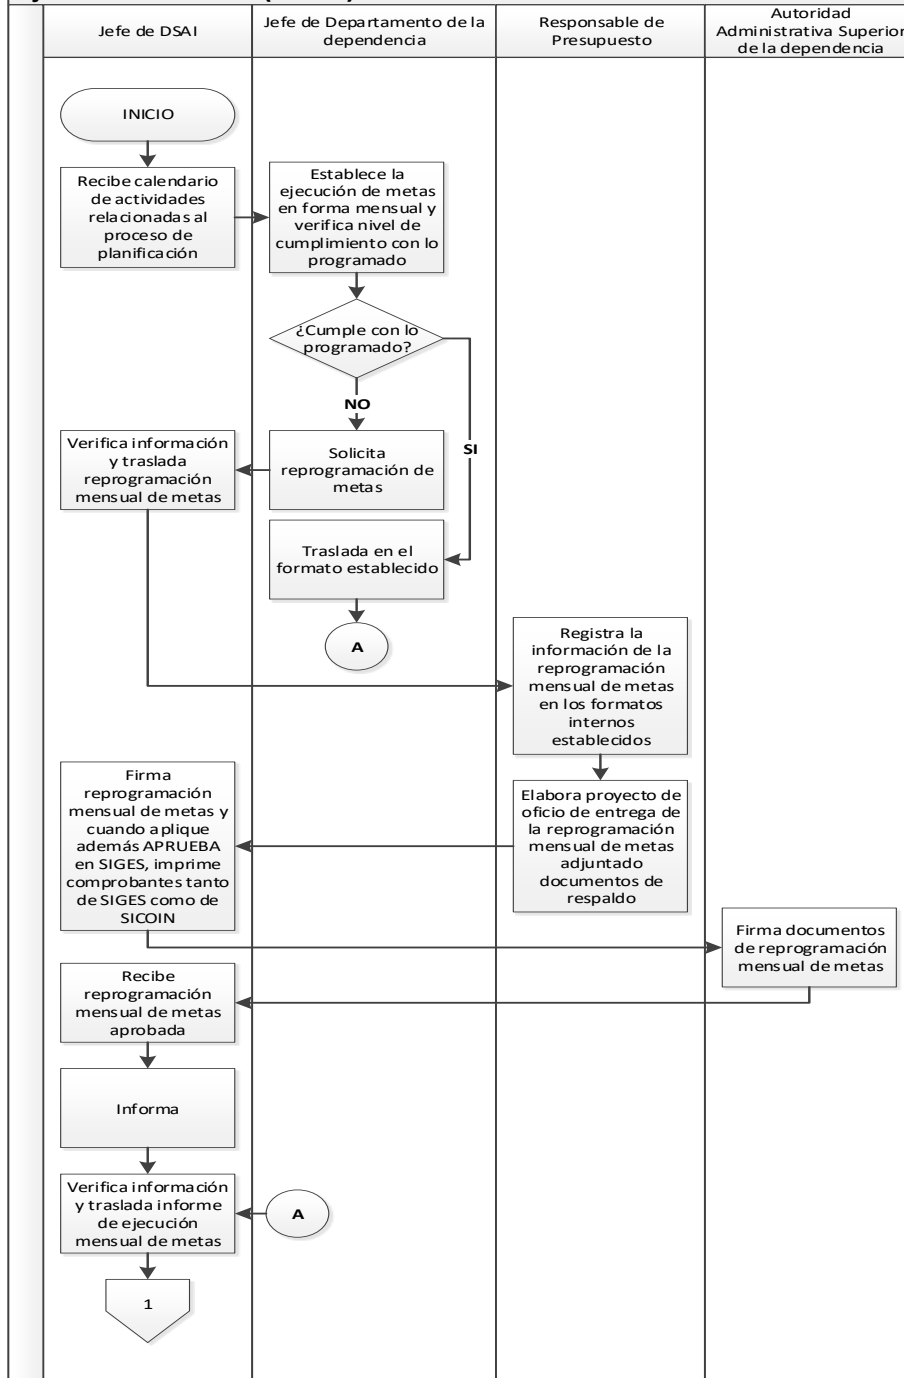 Jefe de DSAI
Jefe de Departamento de la
dependencia
Responsable de
Presupuesto
Autoridad
Administrativa Superior
de la dependencia
INICIO
Recibe calendario
de actividades
relacionadas al
proceso de
planificación
Establece la
ejecución de metas
en forma mensual y
verifica nivel de
cumplimiento con lo
programado
¿Cumple con lo
programado?
NO
SI
Solicita
reprogramación de
metas
Verifica información
y traslada
reprogramación
mensual de metas
Traslada en el
formato establecido
A
Registra la
información de la
reprogramación
mensual de metas
en los formatos
internos
establecidos
Elabora proyecto de
oficio de entrega de
la reprogramación
mensual de metas
adjuntado
documentos de
respaldo
Firma
reprogramación
mensual de metas y
cuando aplique
además APRUEBA
en SIGES, imprime
comprobantes tanto
de SIGES como de
SICOIN
Firma documentos
de reprogramación
mensual de metas
Recibe
reprogramación
mensual de metas
aprobada
Informa
Verifica información
y traslada informe
de ejecución
mensual de metas
A
1